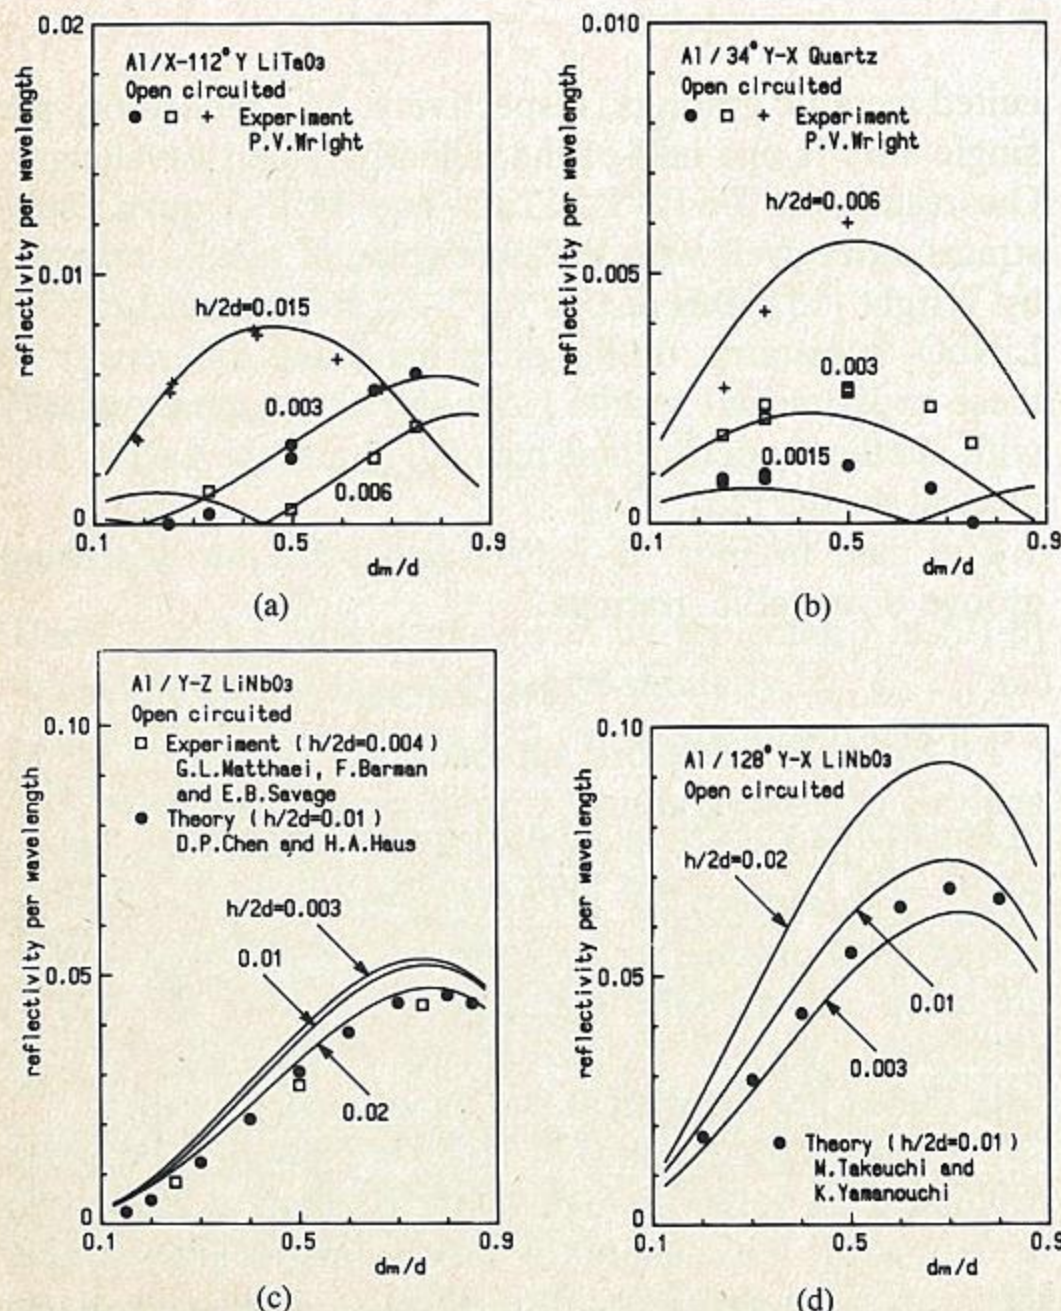 0.02
Al/X-112° Y LiTaO3
Open circuited
● □ + Experiment
P.V.Wright
reflectivity per wavelength
0.01
h/2d=0.015
0.003
0.006
0
0.1
0.5
0.9
dm/d
(a)
0.010
Al/34° Y-X Quartz
Open circuited
● □ + Experiment
P.V.Wright
reflectivity per wavelength
h/2d=0.006
0.005
0.003
0.0015
0
0.1
0.5
0.9
dm/d
(b)
Al/Y-Z LiNbO3
Open circuited
0.10
□ Experiment (h/2d=0.004)
G.L.Matthaei, F.Barman
and E.B.Savage
● Theory (h/2d=0.01)
D.P.Chen and H.A.Haus
reflectivity per wavelength
h/2d=0.003
0.01
0.05
0.02
0
0.1
0.5
0.9
dm/d
(c)
0.10
Al/128° Y-X LiNbO3
Open circuited
reflectivity per wavelength
h/2d=0.02
0.05
0.01
0.003
● Theory (h/2d=0.01)
M.Takeuchi and
K.Yamanouchi
0
0.1
0.5
0.9
dm/d
(d)